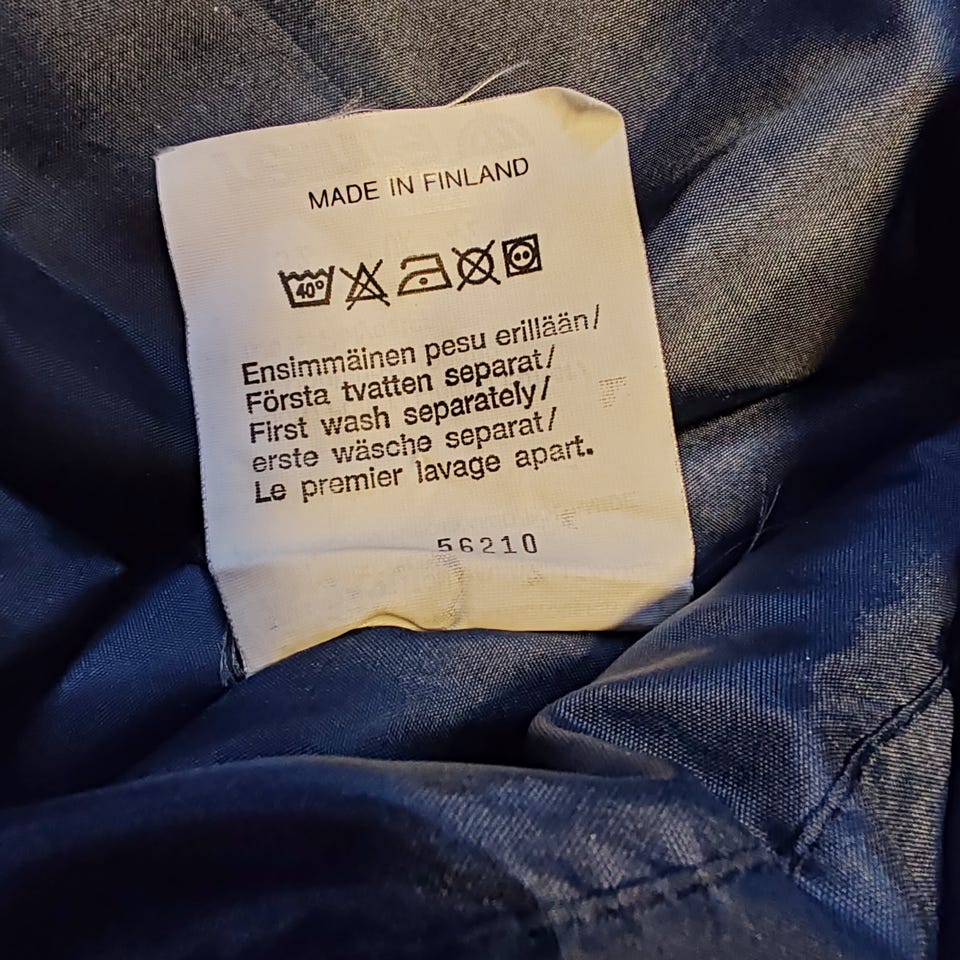 MADE IN FINLAND
40°
Ensimmäinen pesu erillään/
Första tvatten separat/
First wash separately/
erste wäsche separat/
Le premier lavage apart.
56210